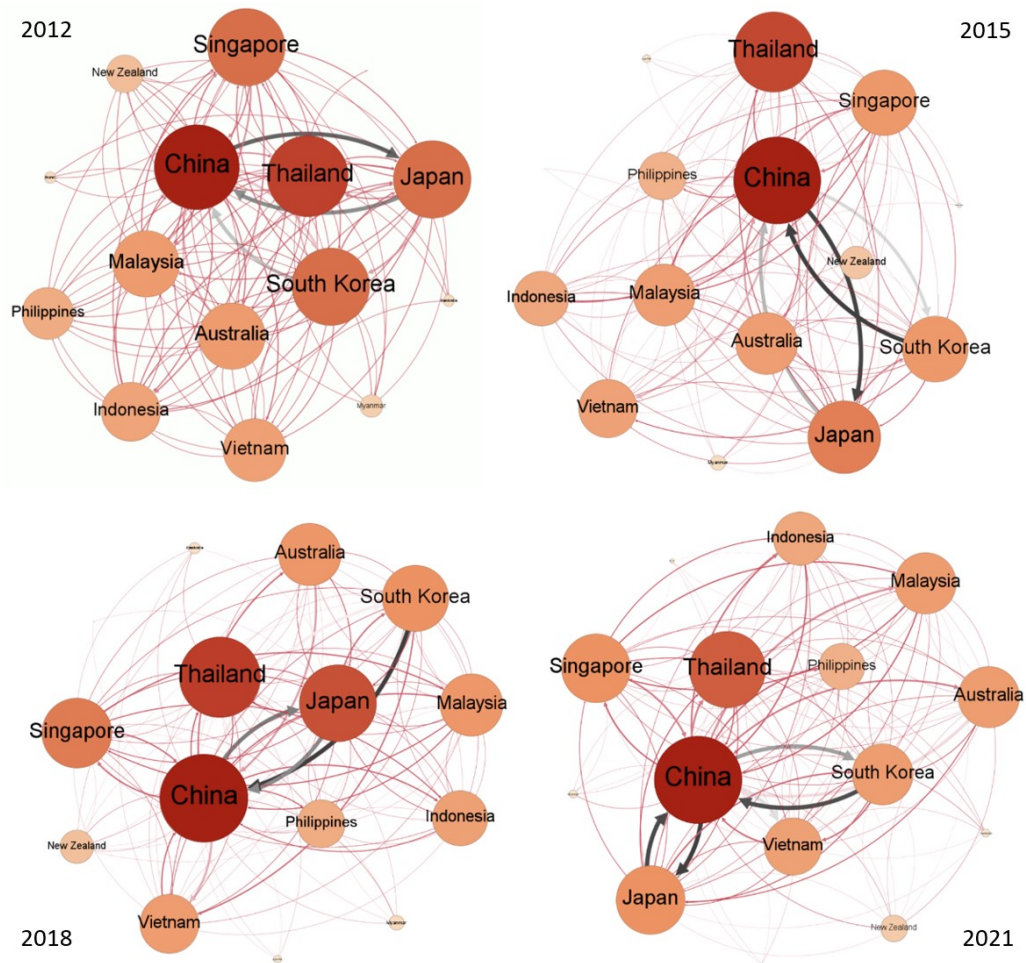 2012
Singapore
New Zealand
China
Thailand
Japan
Malaysia
South Korea
Philippines
Australia
Indonesia
Myanmar
Vietnam
2015
Thailand
Singapore
Philippines
China
New Zealand
Indonesia
Malaysia
Australia
South Korea
Vietnam
Japan
Myanmar
2018
Australia
South Korea
Thailand
Japan
Singapore
Malaysia
China
Philippines
Indonesia
New Zealand
Vietnam
Myanmar
2021
Indonesia
Malaysia
Singapore
Thailand
Philippines
Australia
China
South Korea
Vietnam
Japan
New Zealand